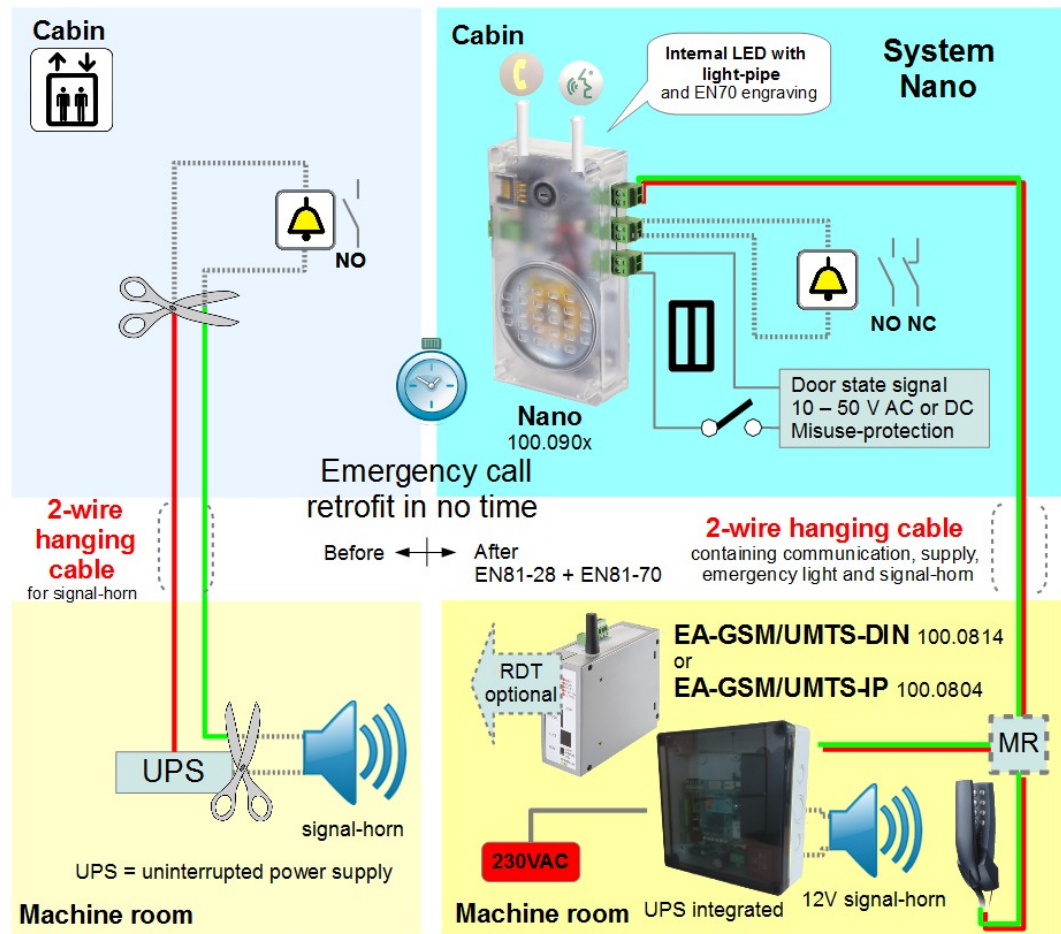 Cabin
NO
2-wire
hanging
cable
for signal-horn
UPS
signal-horn
UPS = uninterrupted power supply
Machine room
Emergency call
retrofit in no time
Before
After
EN81-28 + EN81-70
Cabin
Internal LED with
light-pipe
and EN70 engraving
System
Nano
NO NC
Door state signal
10 – 50 V AC or DC
Misuse-protection
Nano
100.090x
2-wire hanging cable
containing communication, supply,
emergency light and signal-horn
RDT
optional
EA-GSM/UMTS-DIN 100.0814
or
EA-GSM/UMTS-IP 100.0804
MR
230VAC
UPS integrated
12V signal-horn
Machine room